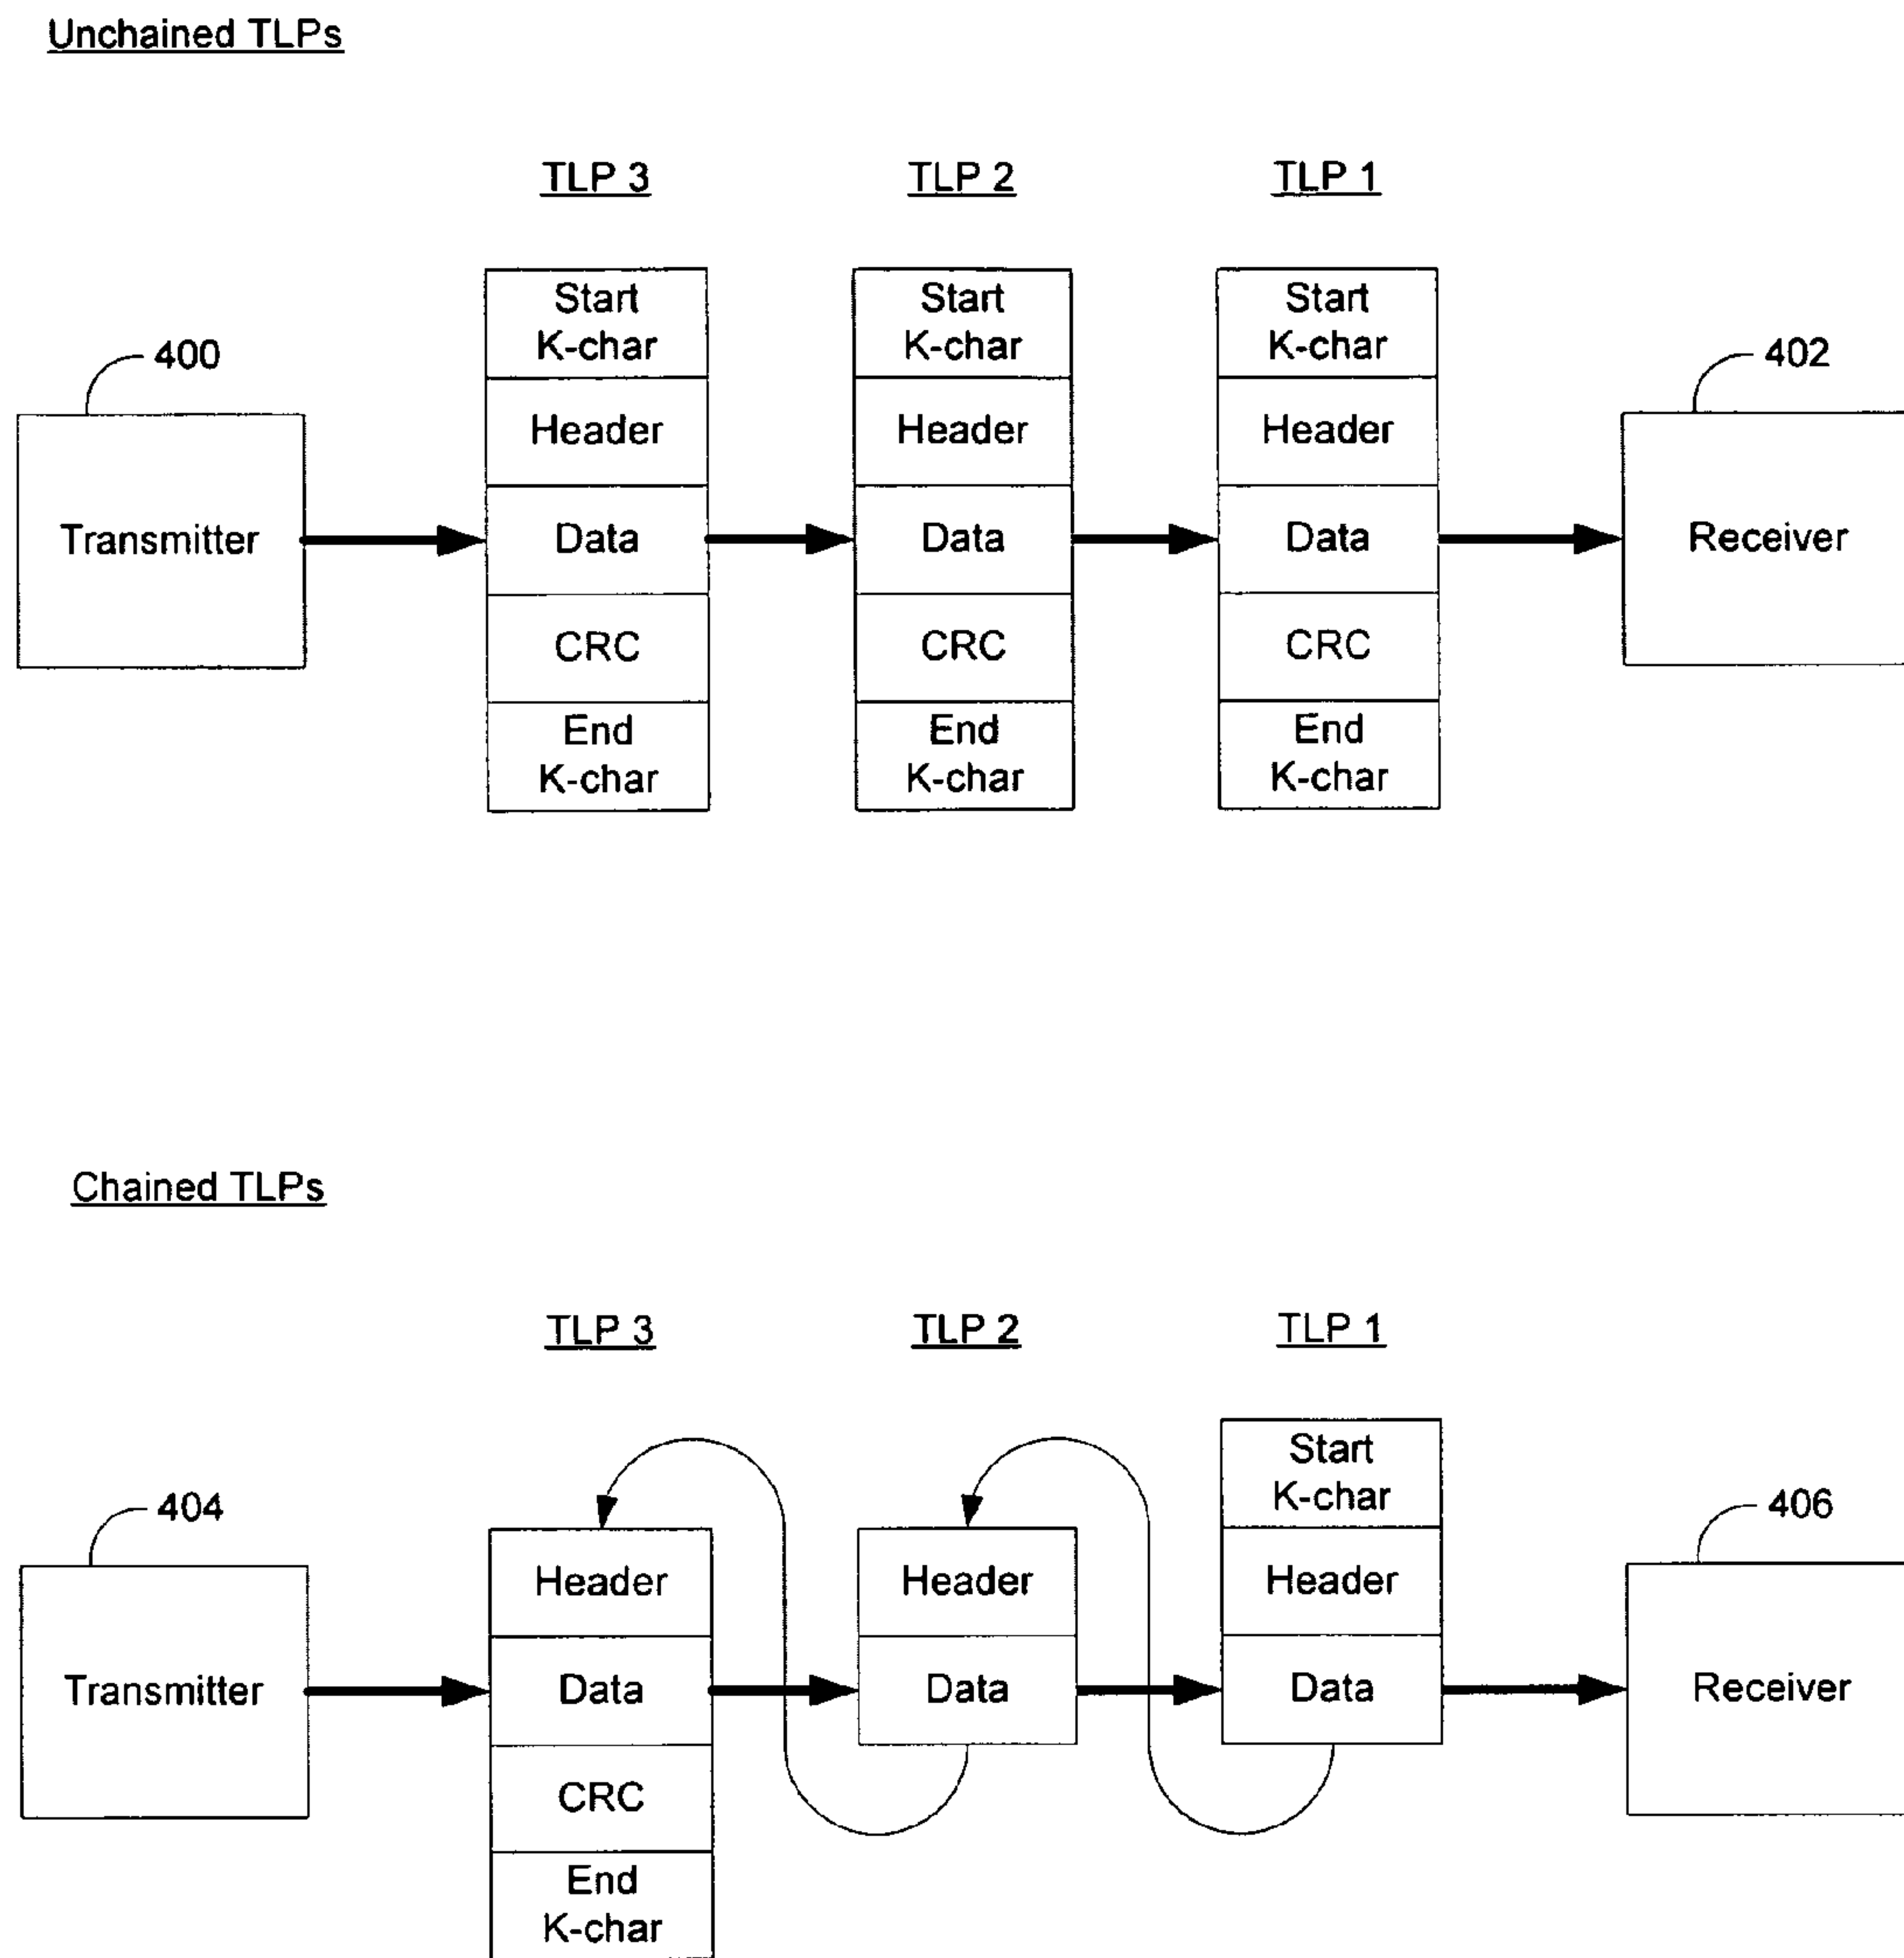 Unchained TLPs
TLP 3
TLP 2
TLP 1
400
Transmitter
Start
K-char
Header
Data
CRC
End
K-char
Start
K-char
Header
Data
CRC
End
K-char
Start
K-char
Header
Data
CRC
End
K-char
402
Receiver
Chained TLPs
TLP 3
TLP 2
TLP 1
404
Transmitter
Header
Data
CRC
End
K-char
Header
Data
Start
K-char
Header
Data
406
Receiver